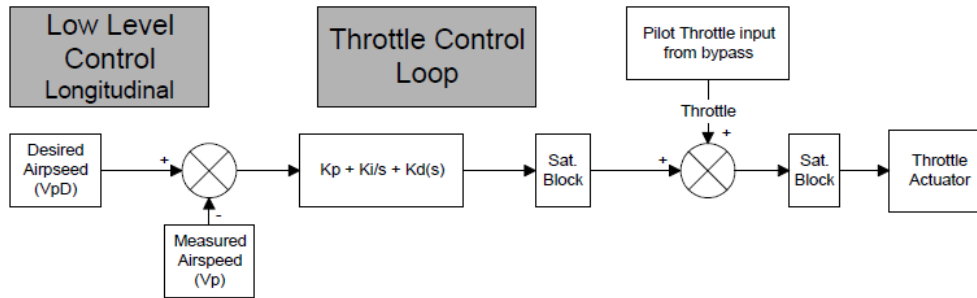 Low Level
Control
Longitudinal
Throttle Control
Loop
Pilot Throttle input
from bypass
Throttle
+
Desired
Airpseed
(VpD)
+
-
Measured
Airspeed
(Vp)
Kp + Ki/s + Kd(s)
Sat.
Block
+
Sat.
Block
Throttle
Actuator